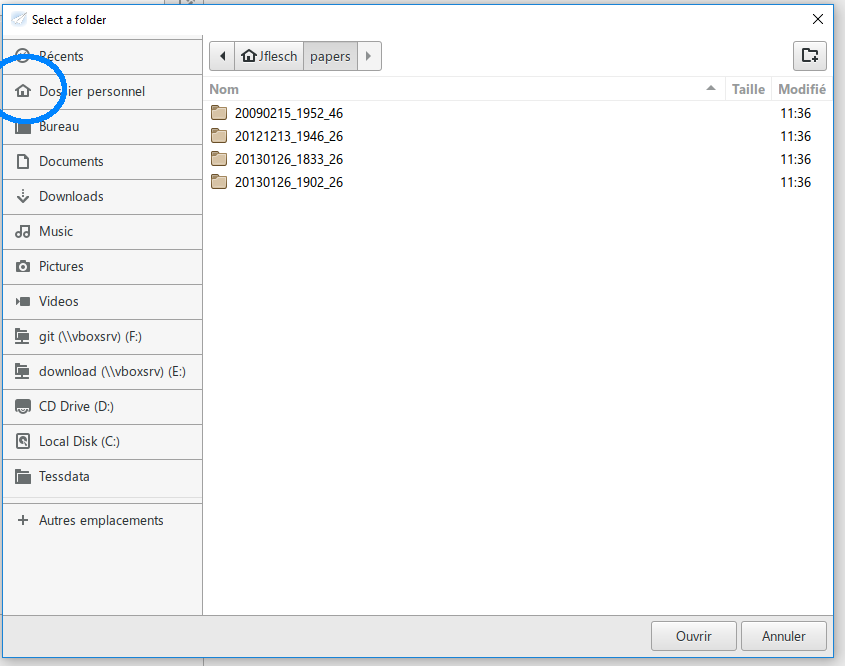 Select a folder
Récents
Dossier personnel
Bureau
Documents
Downloads
Music
Pictures
Videos
git (\\vboxsrv) (F:)
download (\\vboxsrv) (E:)
CD Drive (D:)
Local Disk (C:)
Tessdata
Autres emplacements
Jflesch papers
Nom Taille Modifié
20090215_1952_46 11:36
20121213_1946_26 11:36
20130126_1833_26 11:36
20130126_1902_26 11:36
Ouvrir Annuler